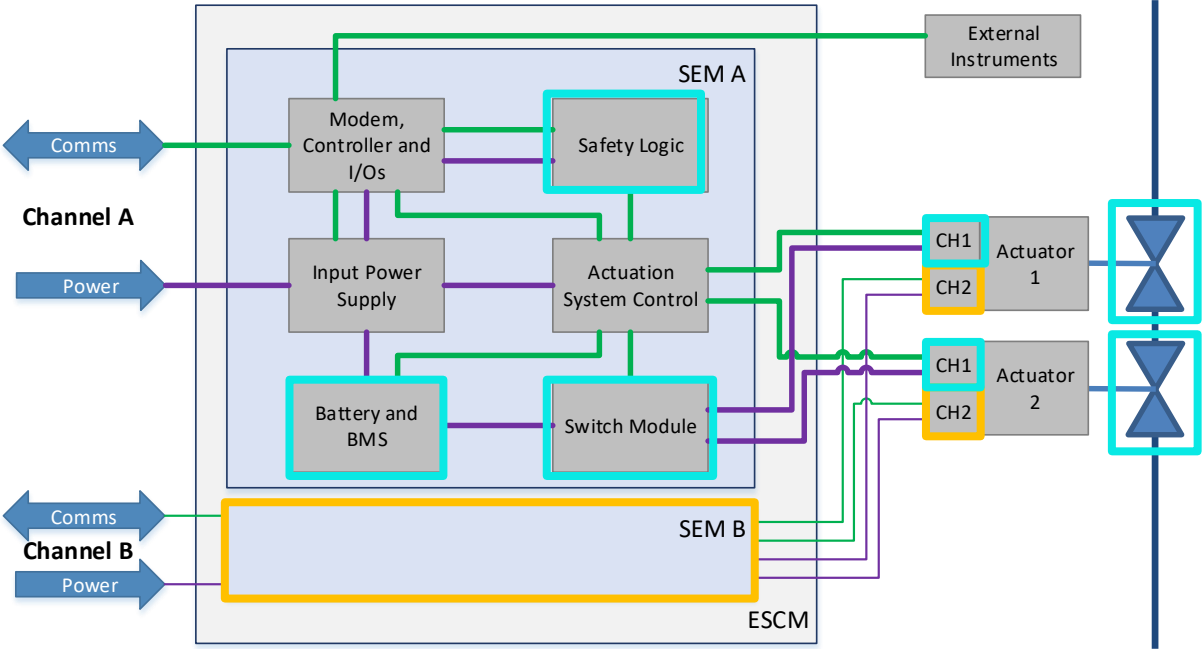 External
Instruments
SEM A
Modem,
Controller and
I/Os
Safety Logic
Comms
Channel A
Power
Input Power
Supply
Actuation
System Control
CH1
CH2
Actuator
1
Battery and
BMS
Switch Module
CH1
CH2
Actuator
2
Comms
Channel B
Power
SEM B
ESCM